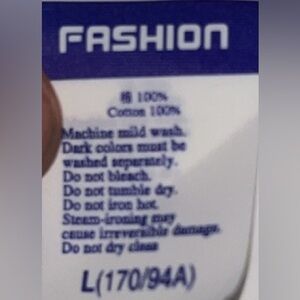 FASHION
棉 100%
Cotton 100%
Machine mild wash.
Dark colors must be
washed separately.
Do not bleach.
Do not tumble dry.
Do not iron hot.
Steam-ironing may
cause irreversible damage.
Do not dry clean
L(170/94A)